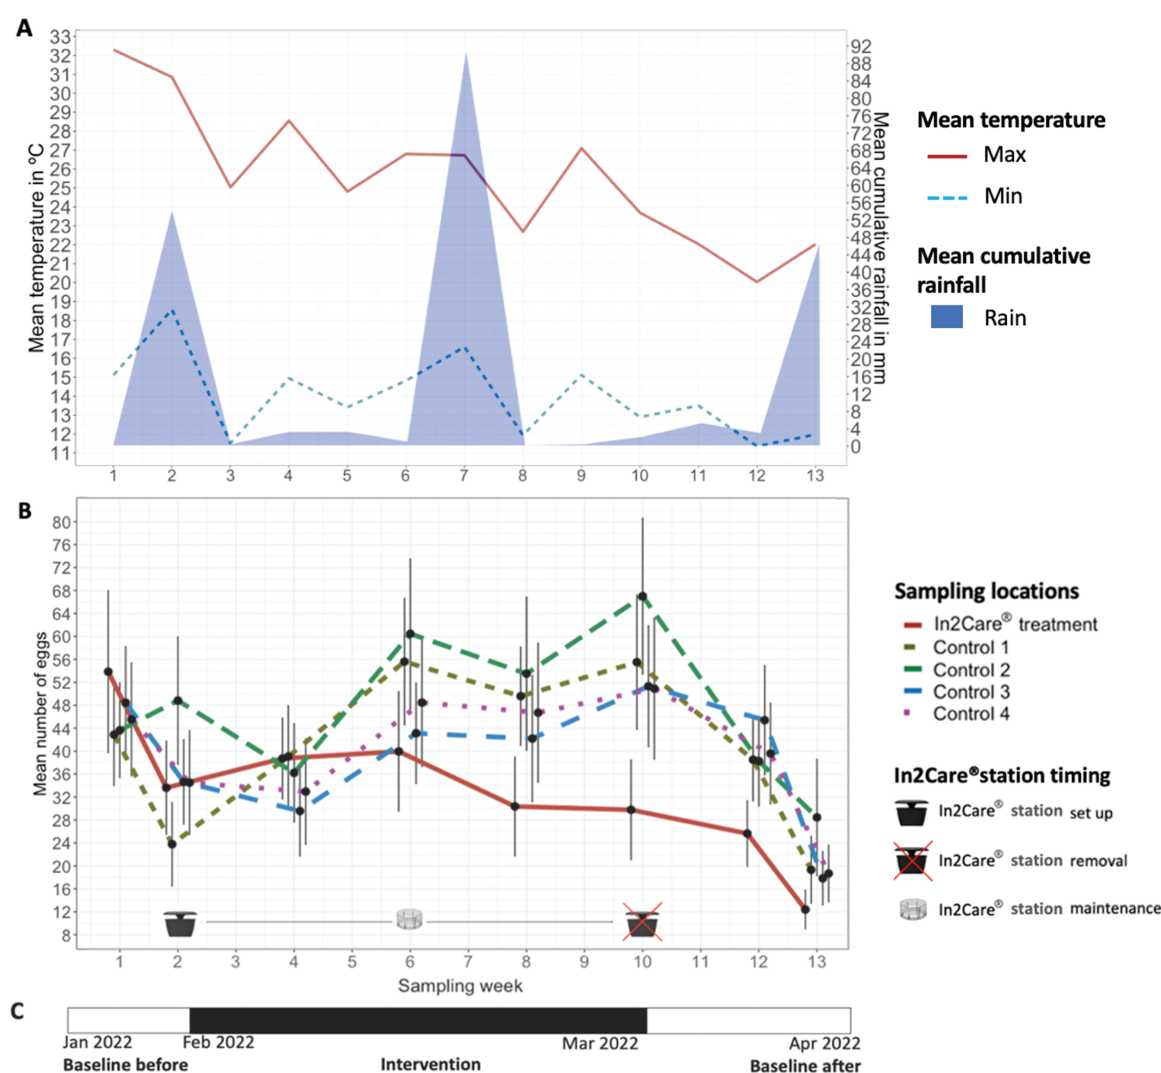 A
33
32
31
30
29
28
27
26
25
24
23
22
21
20
19
18
17
16
15
14
13
12
11
Mean temperature in ºC
92
88
84
80
76
72
68
64
60
56
52
48
44
40
36
32
28
24
20
16
12
8
4
0
Mean cumulative rainfall in mm
1 2 3 4 5 6 7 8 9 10 11 12 13
Mean temperature
Max
Min
Mean cumulative
rainfall
Rain
B
80
76
72
68
64
60
56
52
48
44
40
36
32
28
24
20
16
12
8
Mean number of eggs
1 2 3 4 5 6 7 8 9 10 11 12 13
Sampling week
Sampling locations
In2Care® treatment
Control 1
Control 2
Control 3
Control 4
In2Care®station timing
In2Care® station set up
In2Care® station removal
In2Care® station maintenance
C
Jan 2022 Feb 2022 Mar 2022 Apr 2022
Baseline before Intervention Baseline after